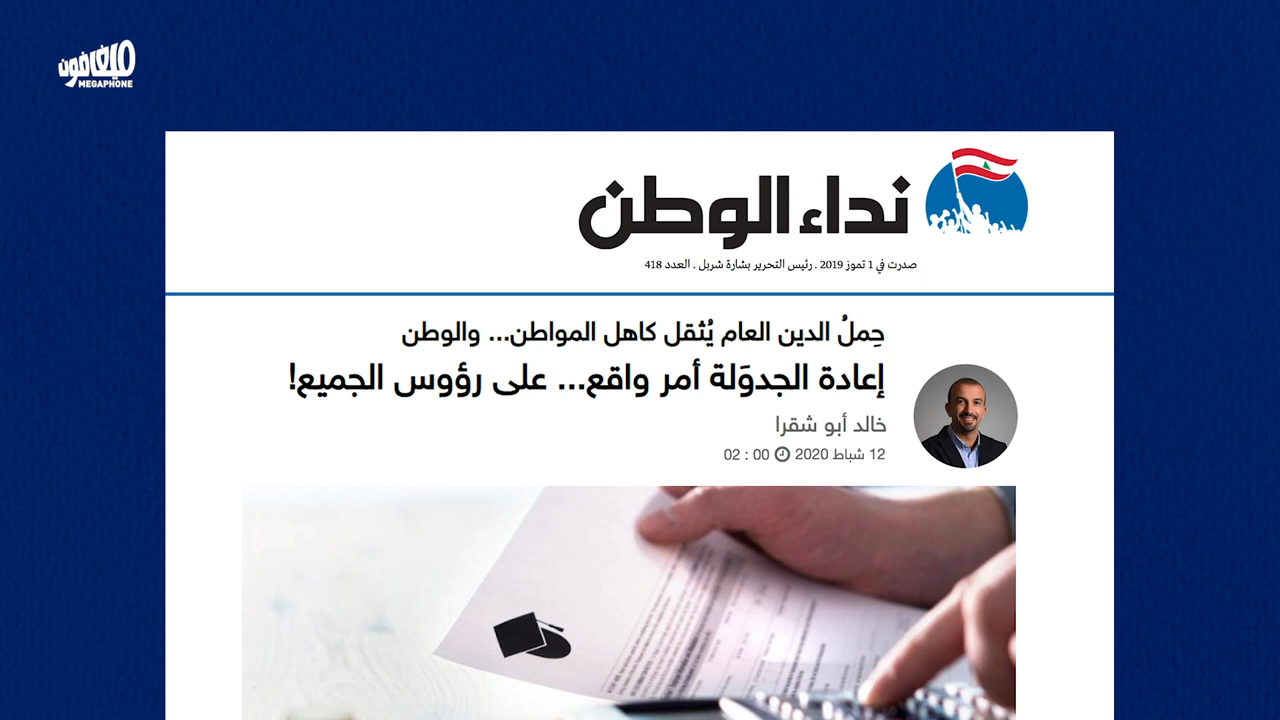 ميغافون
MEGAPHONE
نداء الوطن
صدرت في 1 تموز 2019 . رئيس التحرير بشارة شربل . العدد 418
حِملُ الدين العام يُثقل كاهل المواطن... والوطن
إعادة الجدوَلة أمر واقع... على رؤوس الجميع!
خالد أبو شقرا
12 شباط 2020 02 : 00